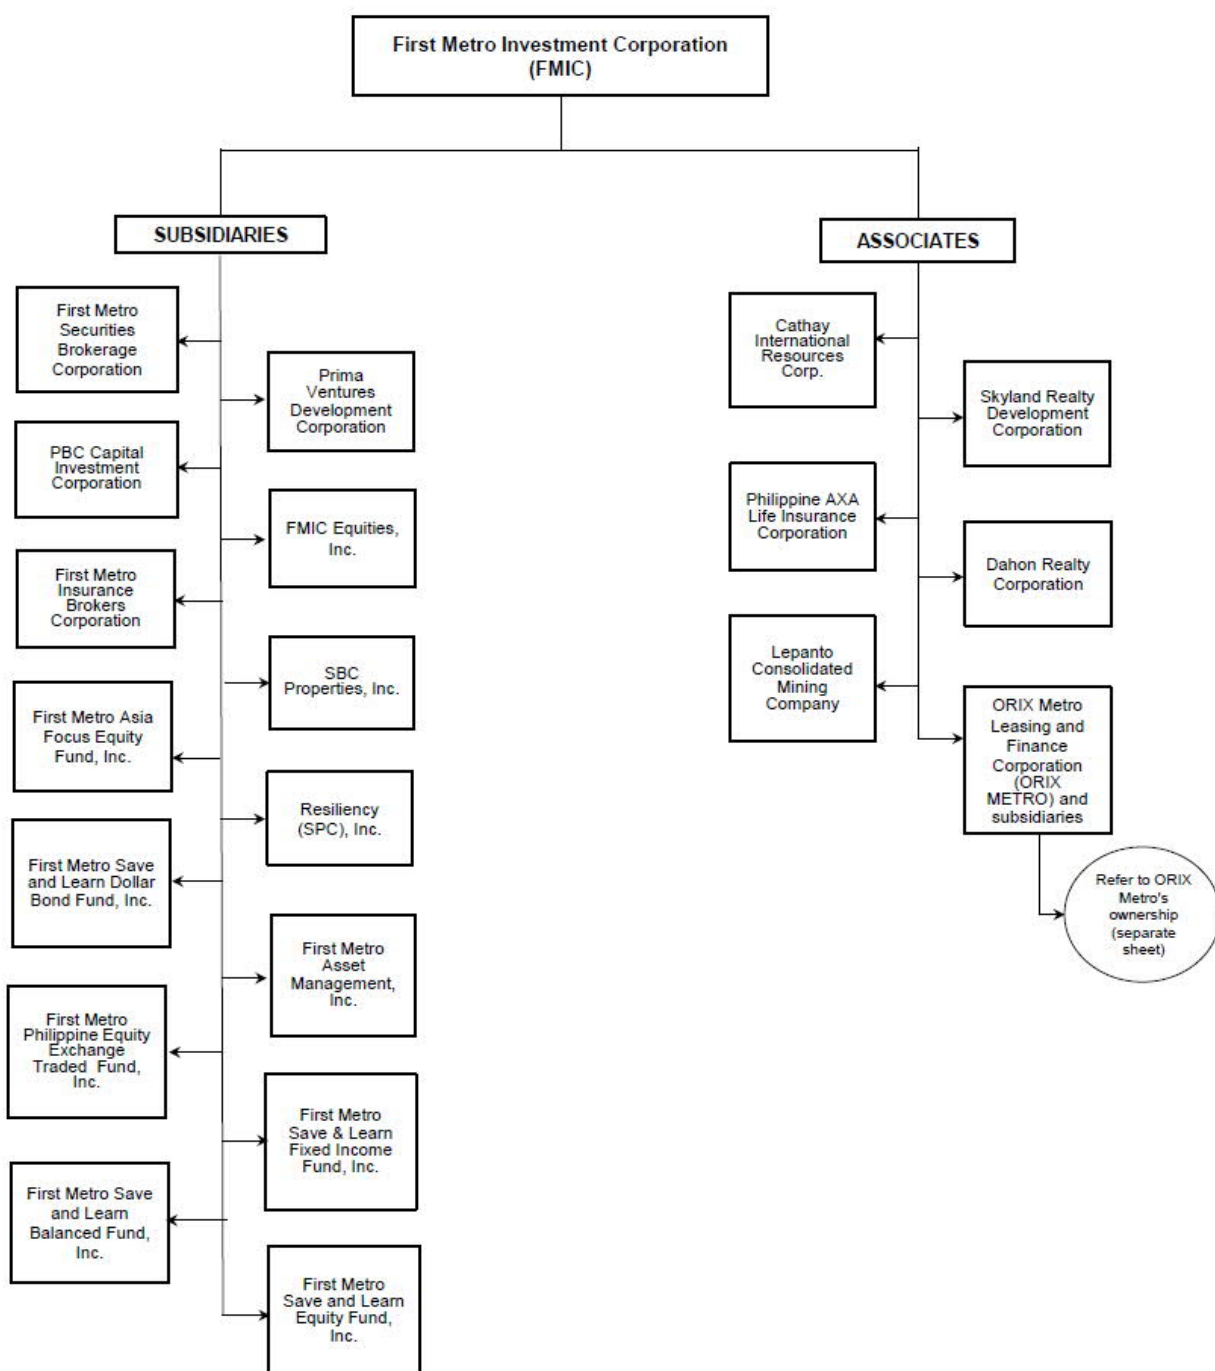 First Metro Investment Corporation
(FMIC)
SUBSIDIARIES
First Metro
Securities
Brokerage
Corporation
Prima
Ventures
Development
Corporation
PBC Capital
Investment
Corporation
FMIC Equities,
Inc.
First Metro
Insurance
Brokers
Corporation
SBC
Properties, Inc.
First Metro Asia
Focus Equity
Fund, Inc.
Resiliency
(SPC), Inc.
First Metro Save
and Learn Dollar
Bond Fund, Inc.
First Metro
Asset
Management,
Inc.
First Metro
Philippine Equity
Exchange
Traded Fund,
Inc.
First Metro
Save & Learn
Fixed Income
Fund, Inc.
First Metro Save
and Learn
Balanced Fund,
Inc.
First Metro
Save and Learn
Equity Fund,
Inc.
ASSOCIATES
Cathay
International
Resources
Corp.
Skyland Realty
Development
Corporation
Philippine AXA
Life Insurance
Corporation
Dahon Realty
Corporation
Lepanto
Consolidated
Mining
Company
ORIX Metro
Leasing and
Finance
Corporation
(ORIX
METRO) and
subsidiaries
Refer to ORIX
Metro's
ownership
(separate
sheet)